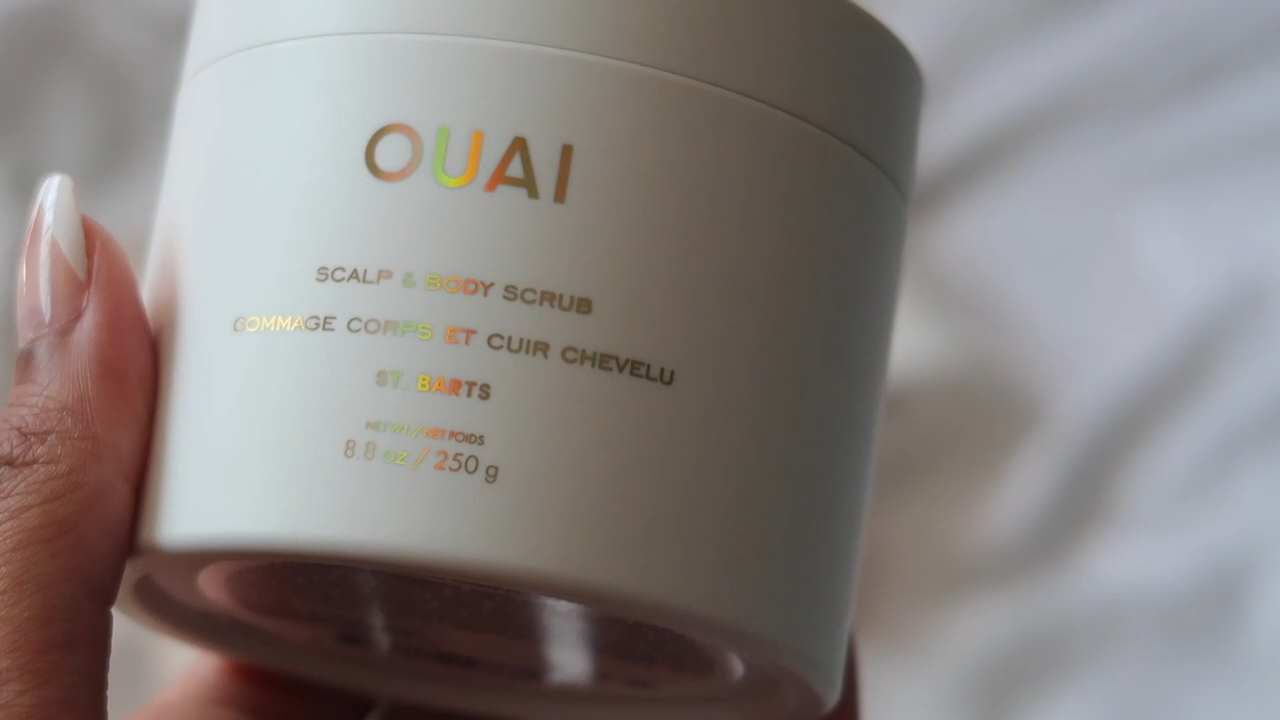 OUAI
SCALP & BODY SCRUB
GOMMAGE CORPS ET CUIR CHEVELU
ST. BARTS
NET WT. / NET POIDS
8.8 oz / 250 g